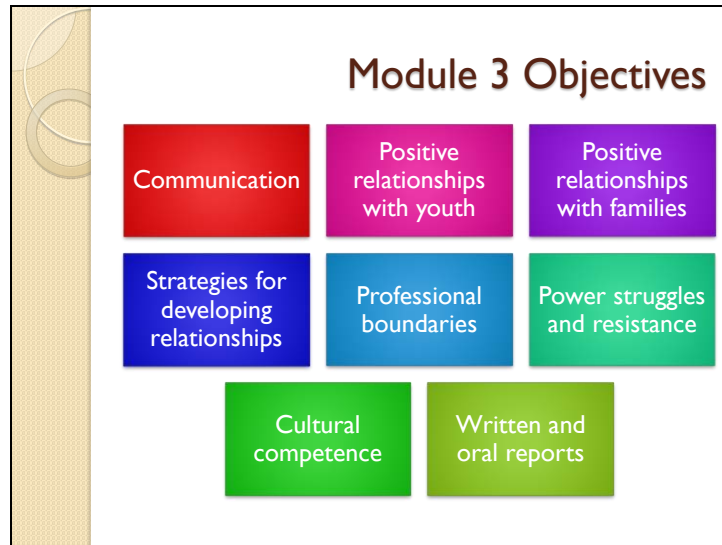 Module 3 Objectives
Communication
Positive
relationships
with youth
Positive
relationships
with families
Strategies for
developing
relationships
Professional
boundaries
Power struggles
and resistance
Cultural
competence
Written and
oral reports